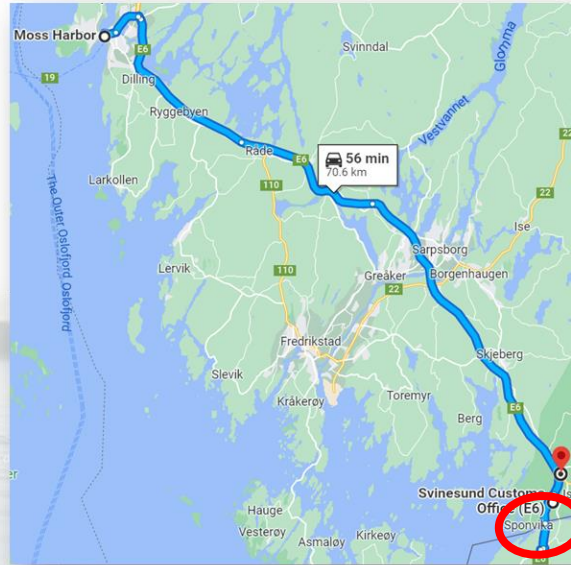 Moss Harbor
E6
19
Dilling
Ryggebyen
Svinndal
Glomma
Vestvannet
22
Råde
E6
56 min
70.6 km
Larkollen
110
22
Ise
The Outer Oslofjord
Oslofjord
Lervik
110
Sarpsborg
Greåker
Borgenhaugen
22
Fredrikstad
Skjeberg
Slevik
Kråkerøy
Toremyr
Berg
E6
Svinesund Customs
Office (E6)
Sponvika
Hauge
Vesterøy
Asmaløy
Kirkøy
E6